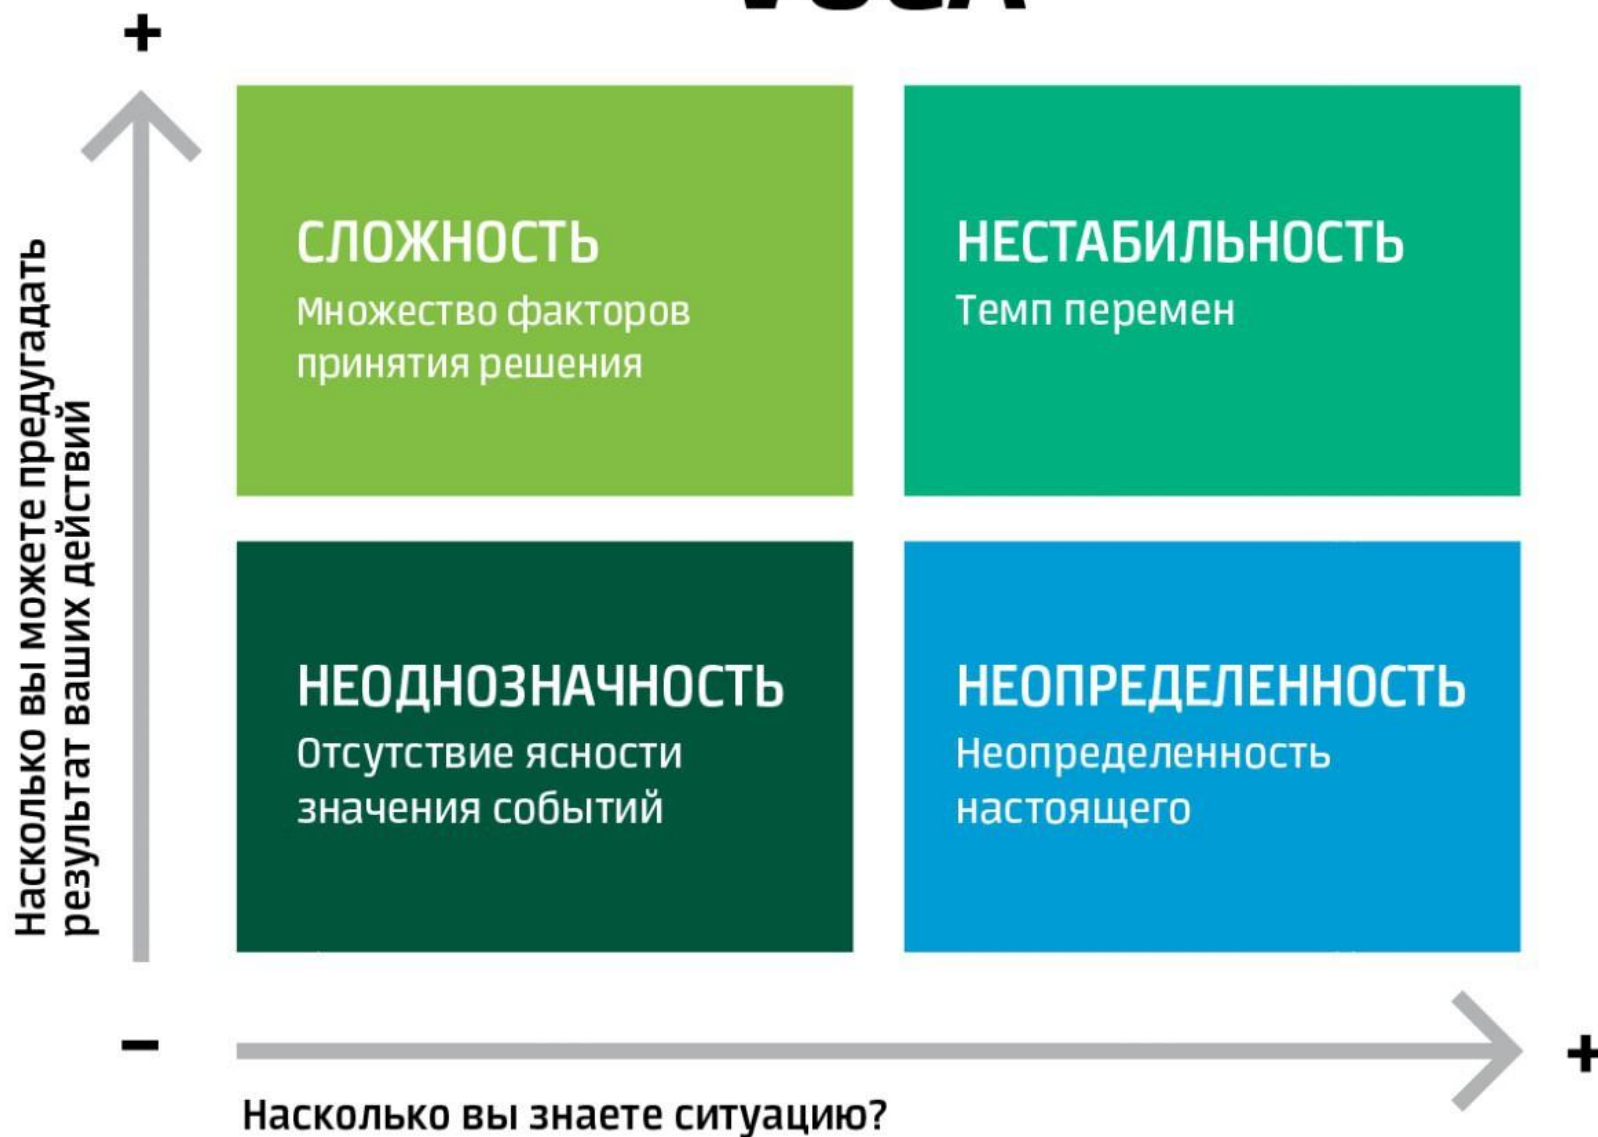 VUCA
+
Насколько вы можете предугадать
результат ваших действий
СЛОЖНОСТЬ
Множество факторов
принятия решения
НЕСТАБИЛЬНОСТЬ
Темп перемен
НЕОДНОЗНАЧНОСТЬ
Отсутствие ясности
значения событий
НЕОПРЕДЕЛЕННОСТЬ
Неопределенность
настоящего
–
+
Насколько вы знаете ситуацию?